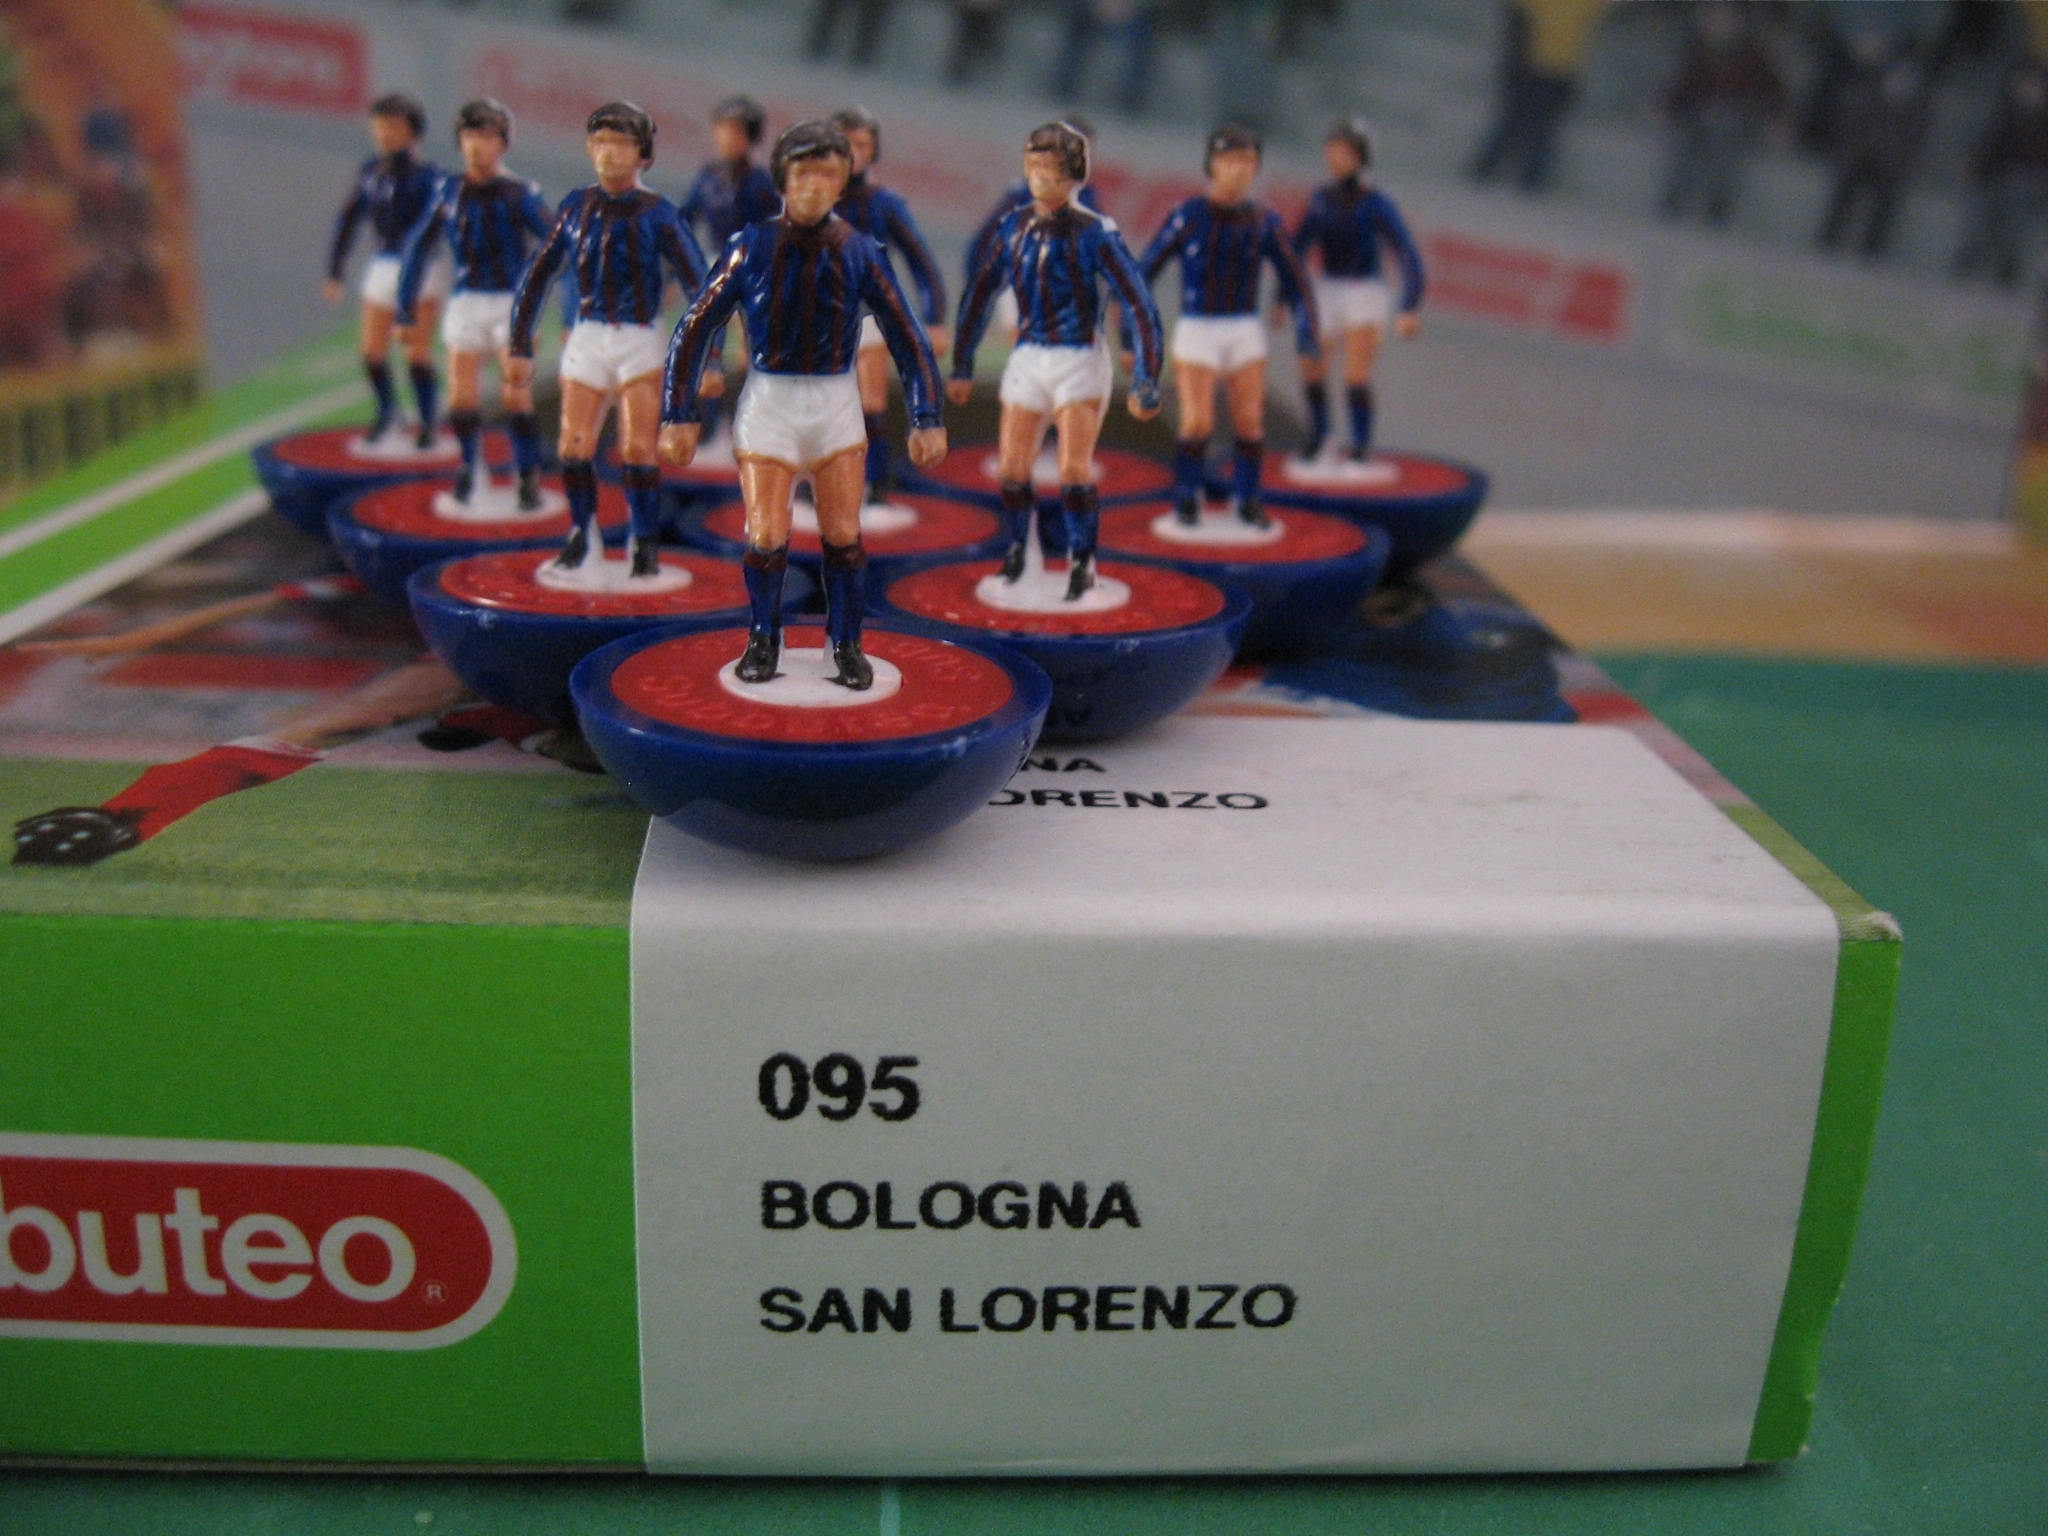 NA
ORENZO
095
BOLOGNA
SAN LORENZO
buteo
®